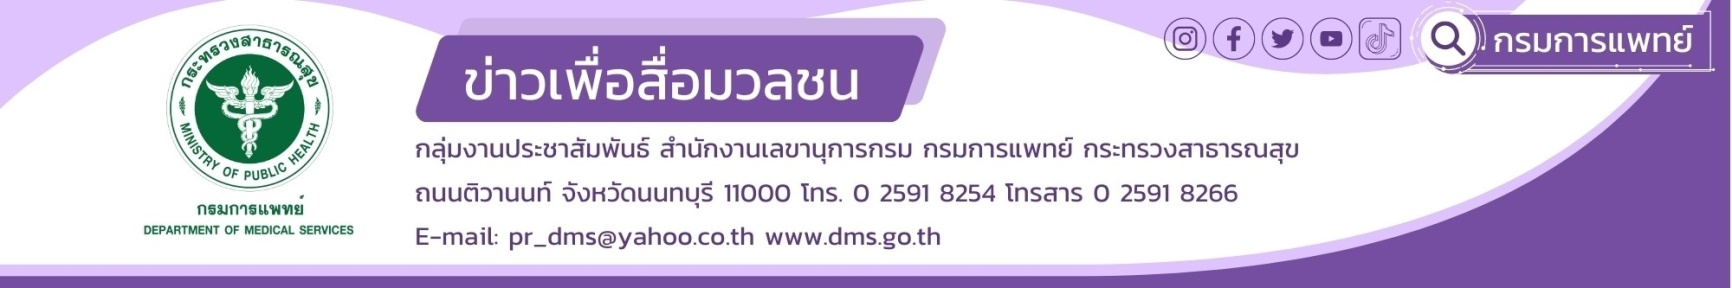 กระทรวงสาธารณสุข
MINISTRY OF PUBLIC HEALTH
กรมการแพทย์
DEPARTMENT OF MEDICAL SERVICES
ข่าวเพื่อสื่อมวลชน
กลุ่มงานประชาสัมพันธ์ สำนักงานเลขานุการกรม กรมการแพทย์ กระทรวงสาธารณสุข
ถนนติวานนท์ จังหวัดนนทบุรี 11000 โทร. 0 2591 8254 โทรสาร 0 2591 8266
E-mail: pr_dms@yahoo.co.th www.dms.go.th
กรมการแพทย์